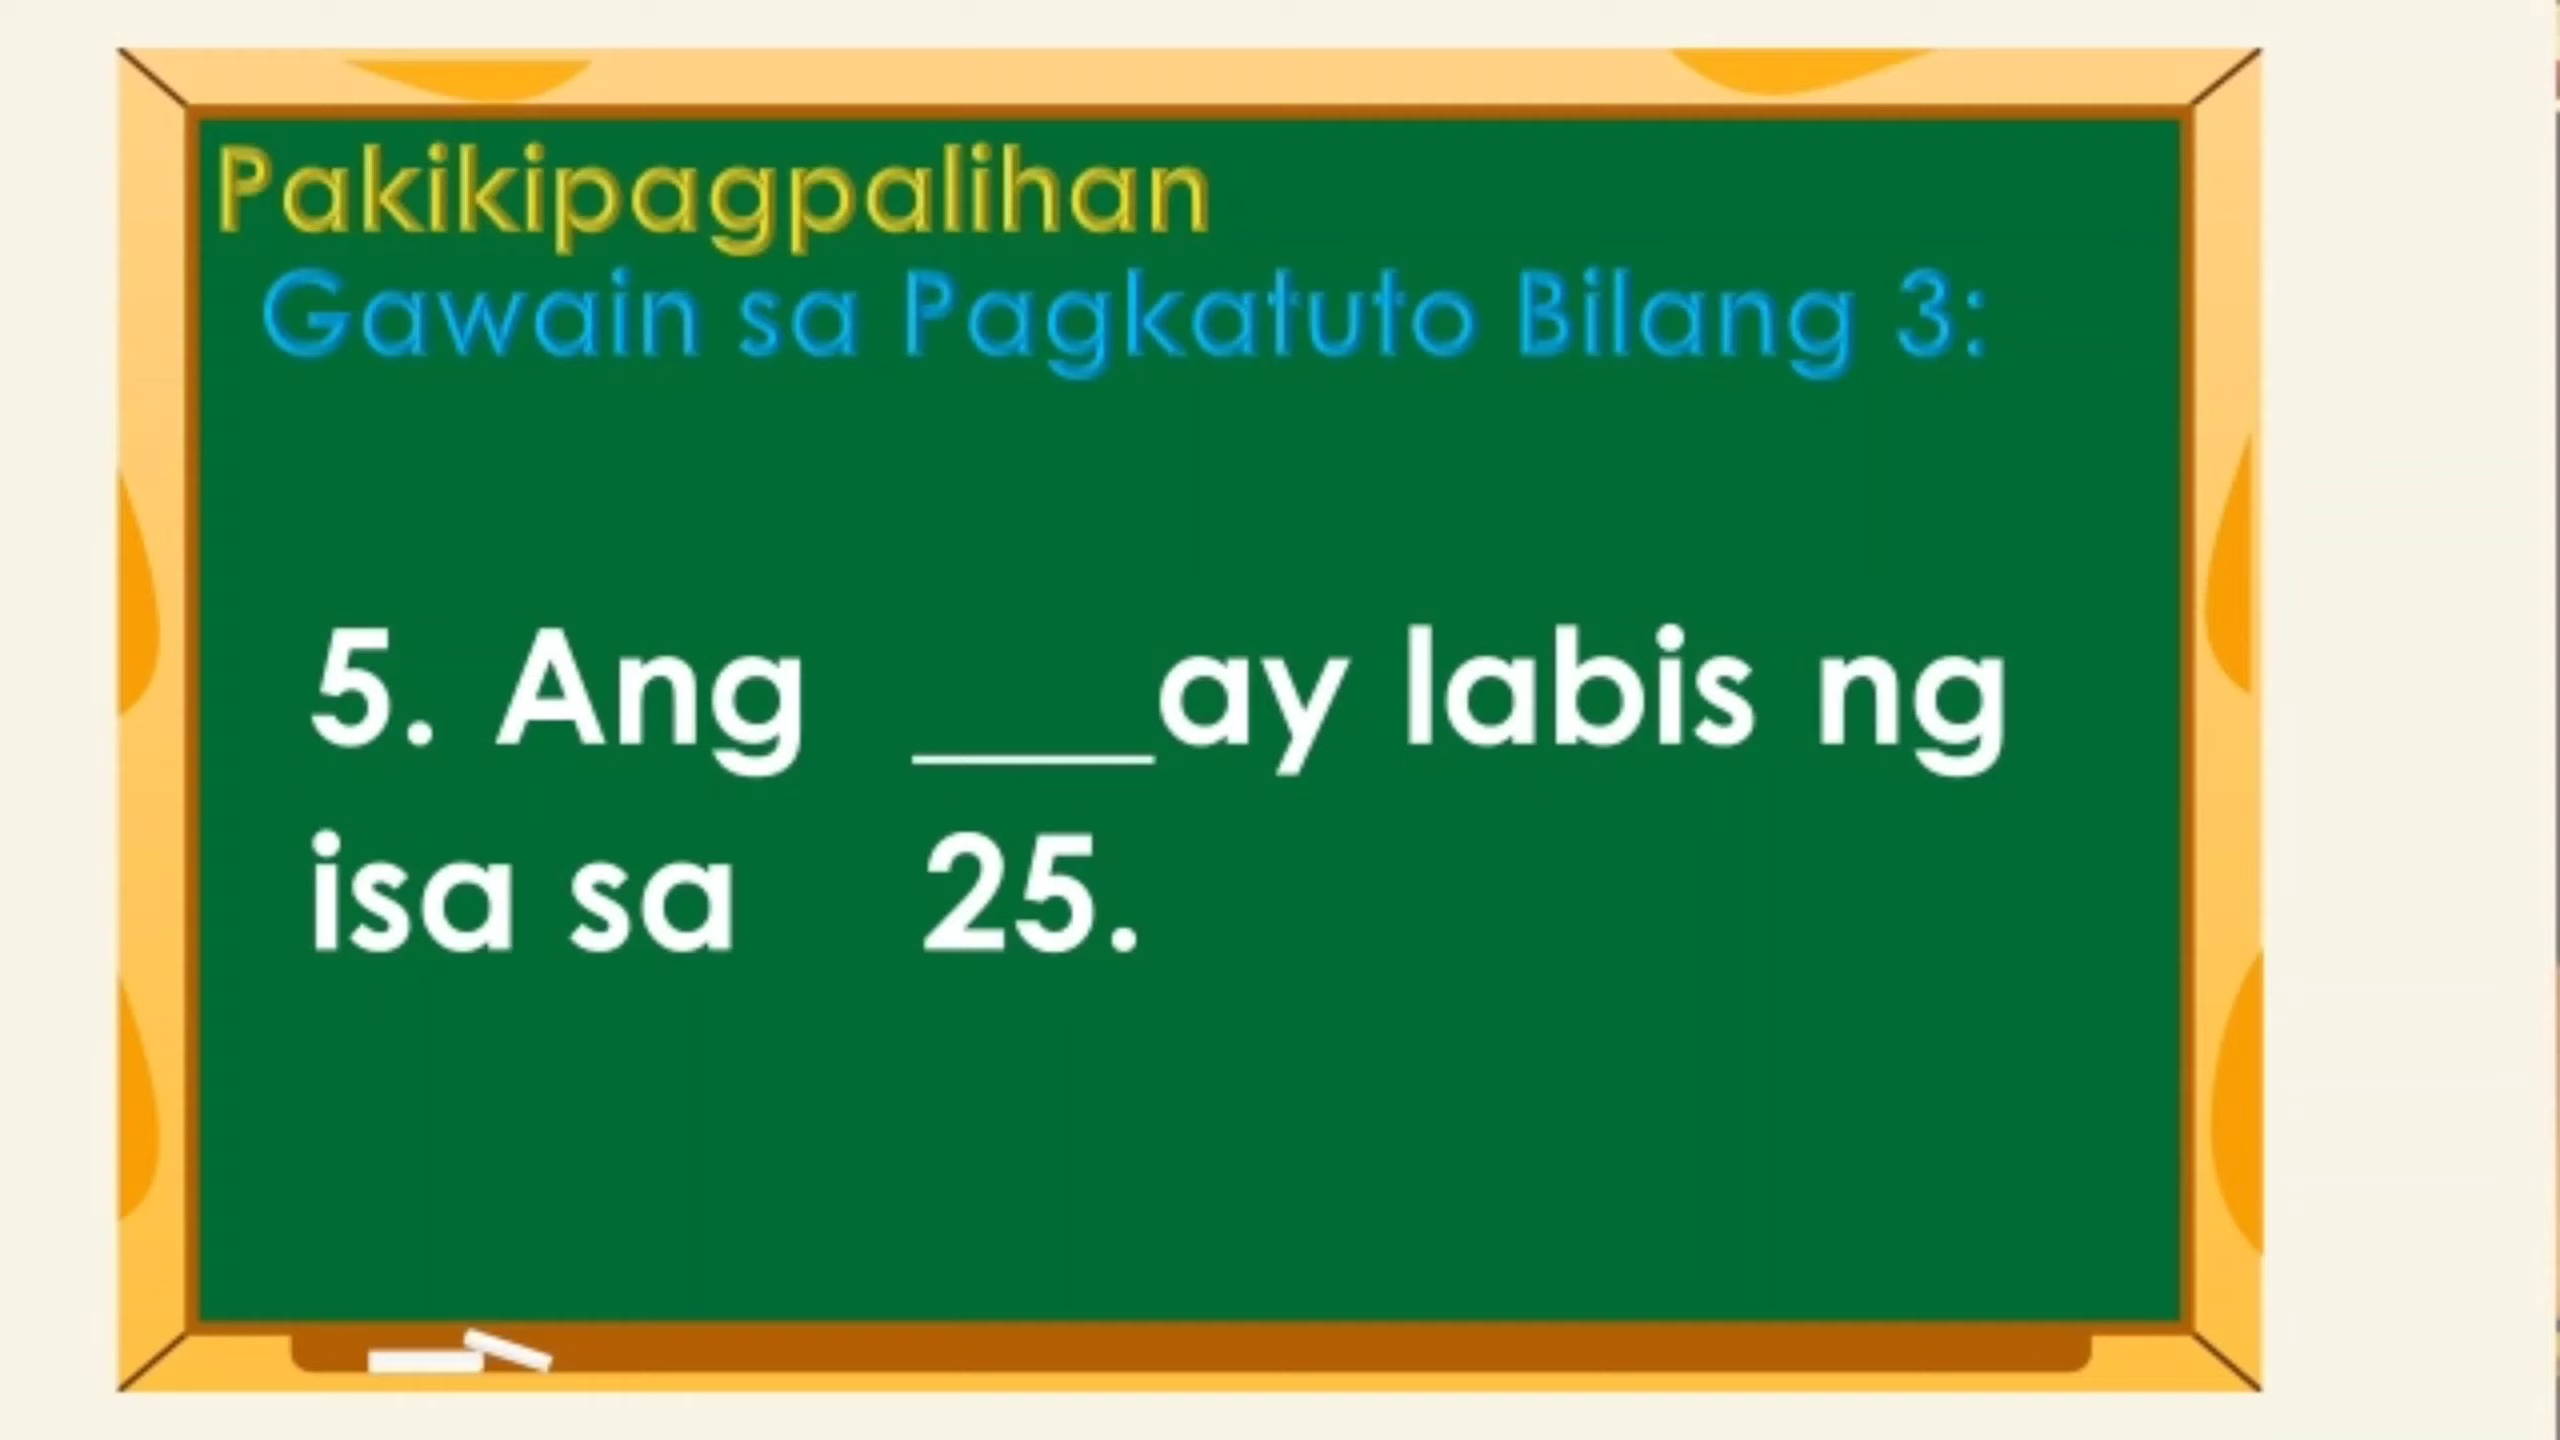 Pakikipagpalihan
Gawain sa Pagkatuto Bilang 3:
5. Ang ____ay labis ng
isa sa 25.